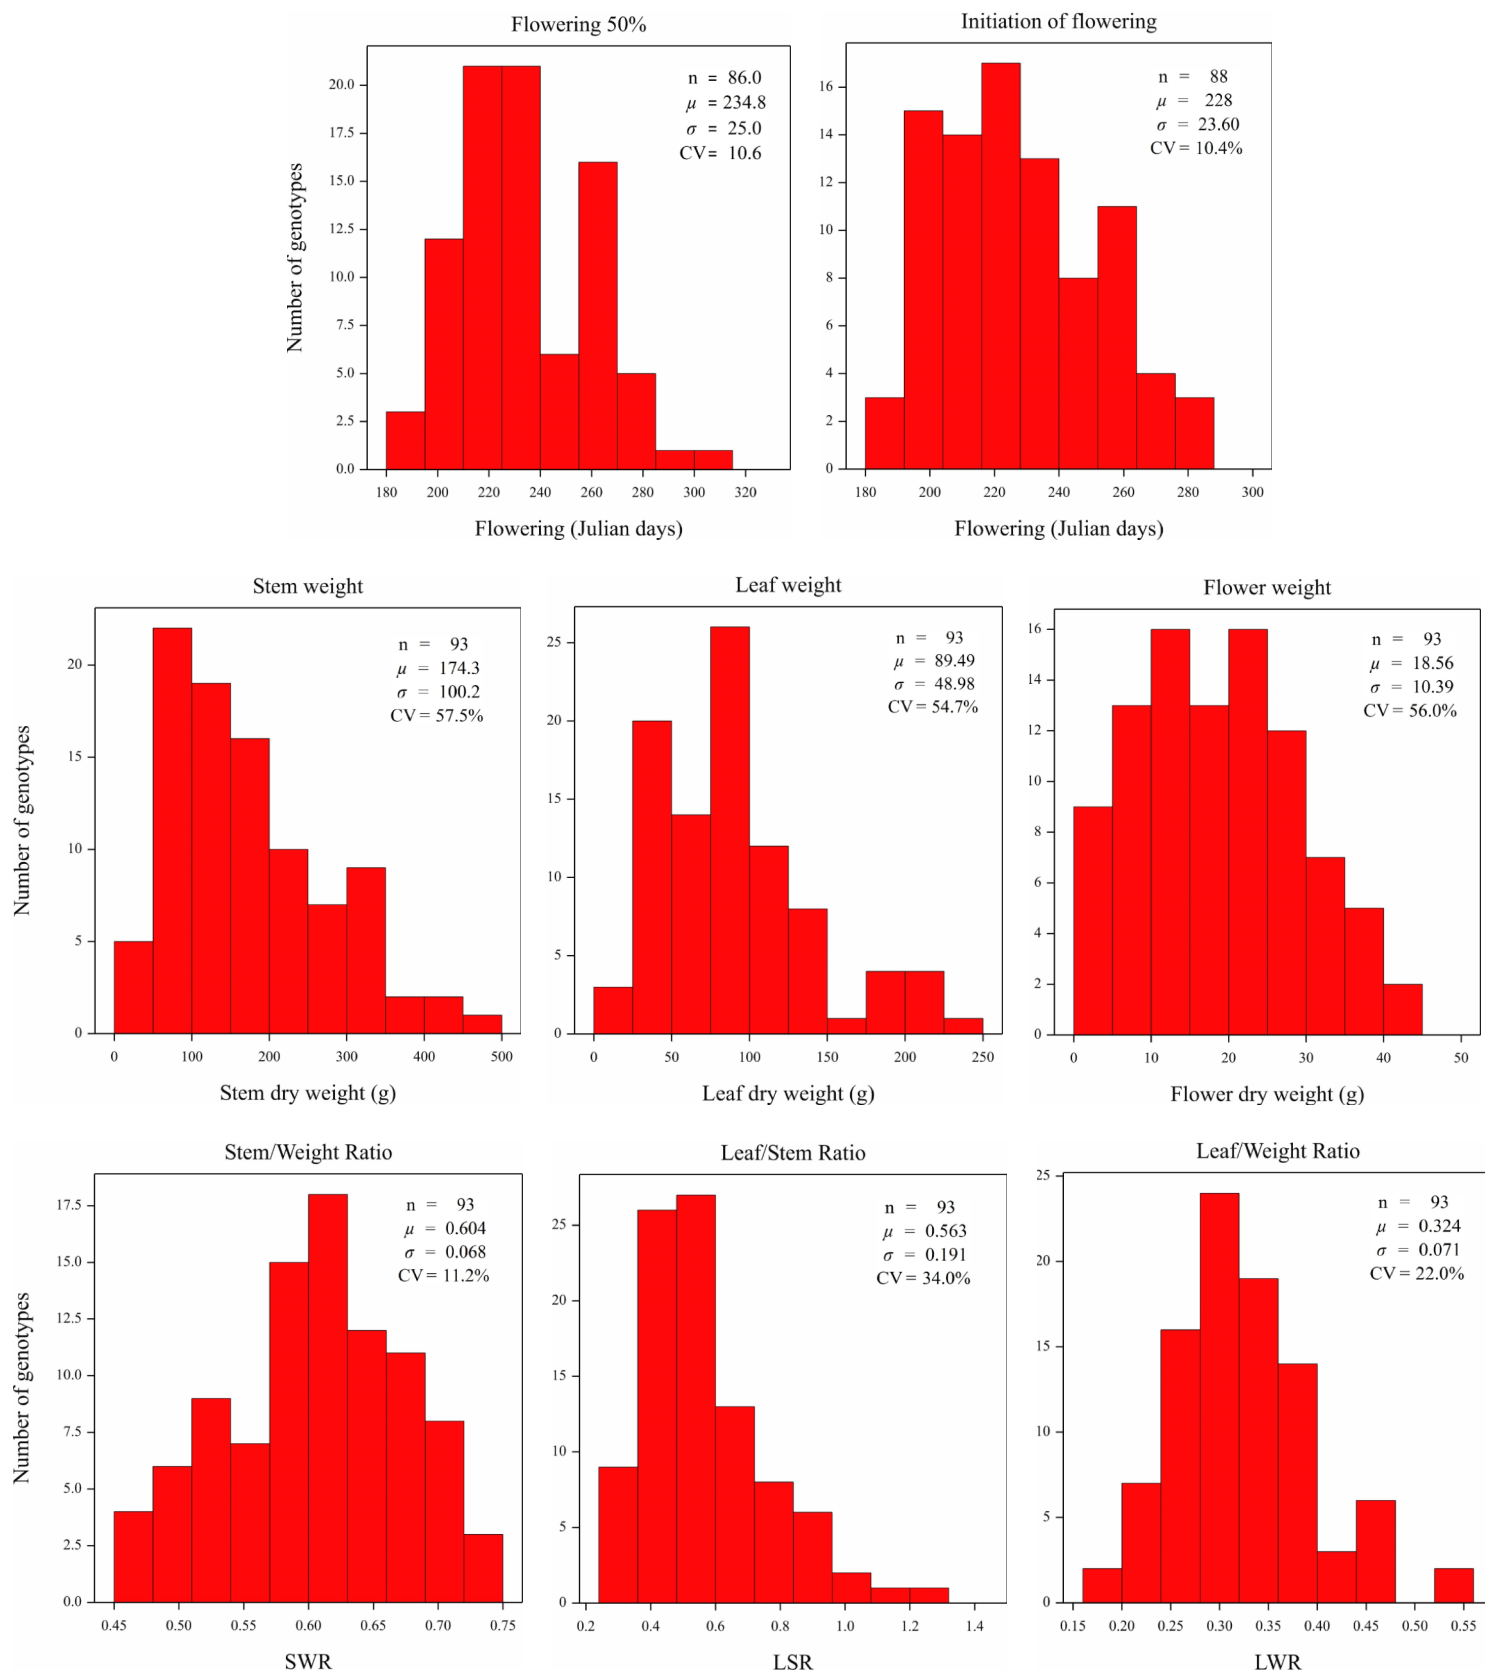 Flowering 50%
n = 86.0
μ = 234.8
σ = 25.0
CV= 10.6
Number of genotypes
20.0
17.5
15.0
12.5
10.0
7.5
5.0
2.5
0.0
180 200 220 240 260 280 300 320
Flowering (Julian days)
Initiation of flowering
n = 88
μ = 228
σ = 23.60
CV = 10.4%
16
14
12
10
8
6
4
2
0
180 200 220 240 260 280 300
Flowering (Julian days)
Stem weight
n = 93
μ = 174.3
σ = 100.2
CV = 57.5%
Number of genotypes
20
15
10
5
0
0 100 200 300 400 500
Stem dry weight (g)
Leaf weight
n = 93
μ = 89.49
σ = 48.98
CV = 54.7%
25
20
15
10
5
0
0 50 100 150 200 250
Leaf dry weight (g)
Flower weight
n = 93
μ = 18.56
σ = 10.39
CV = 56.0%
16
14
12
10
8
6
4
2
0
0 10 20 30 40 50
Flower dry weight (g)
Stem/Weight Ratio
n = 93
μ = 0.604
σ = 0.068
CV = 11.2%
Number of genotypes
17.5
15.0
12.5
10.0
7.5
5.0
2.5
0.0
0.45 0.50 0.55 0.60 0.65 0.70 0.75
SWR
Leaf/Stem Ratio
n = 93
μ = 0.563
σ = 0.191
CV = 34.0%
25
20
15
10
5
0
0.2 0.4 0.6 0.8 1.0 1.2 1.4
LSR
Leaf/Weight Ratio
n = 93
μ = 0.324
σ = 0.071
CV = 22.0%
25
20
15
10
5
0
0.15 0.20 0.25 0.30 0.35 0.40 0.45 0.50 0.55
LWR